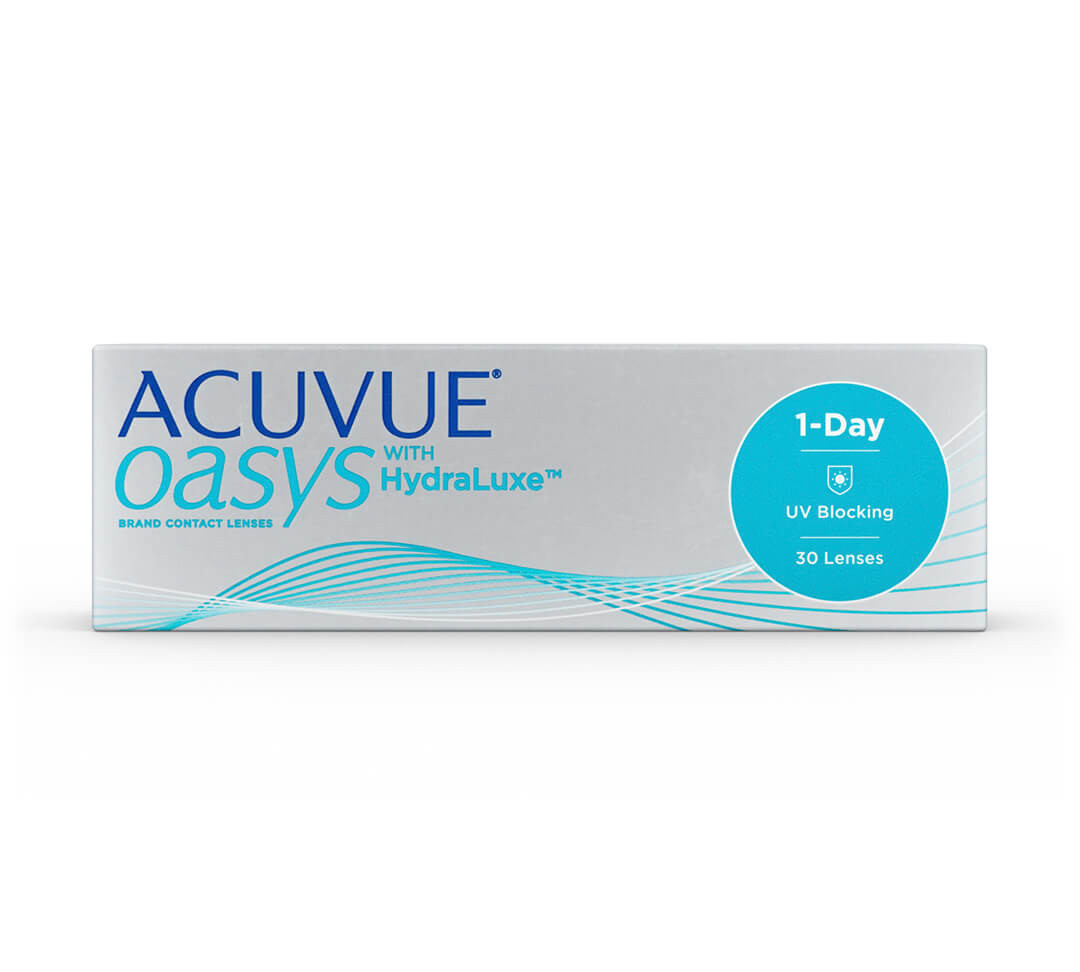 ACUVUE®
oasys WITH HydraLuxe™
BRAND CONTACT LENSES
1-Day
UV Blocking
30 Lenses